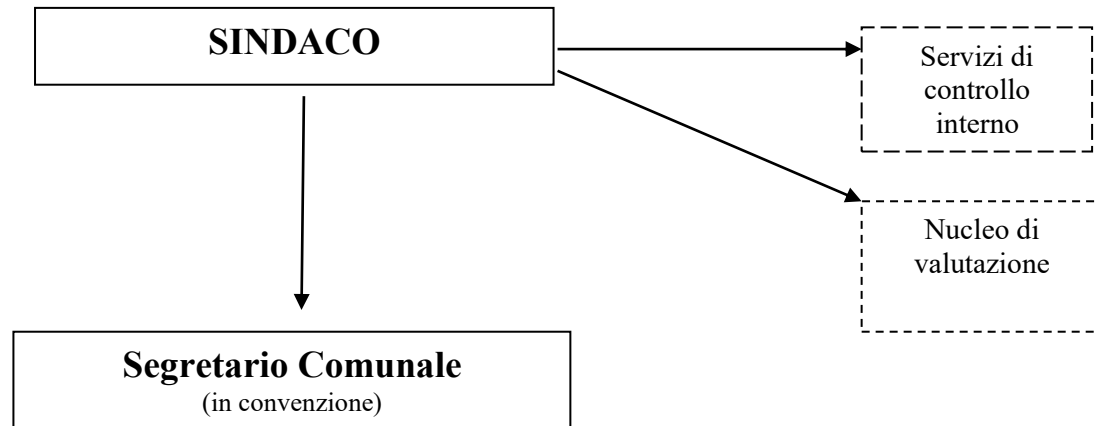 SINDACO
Servizi di
controllo
interno
Nucleo di
valutazione
Segretario Comunale
(in convenzione)